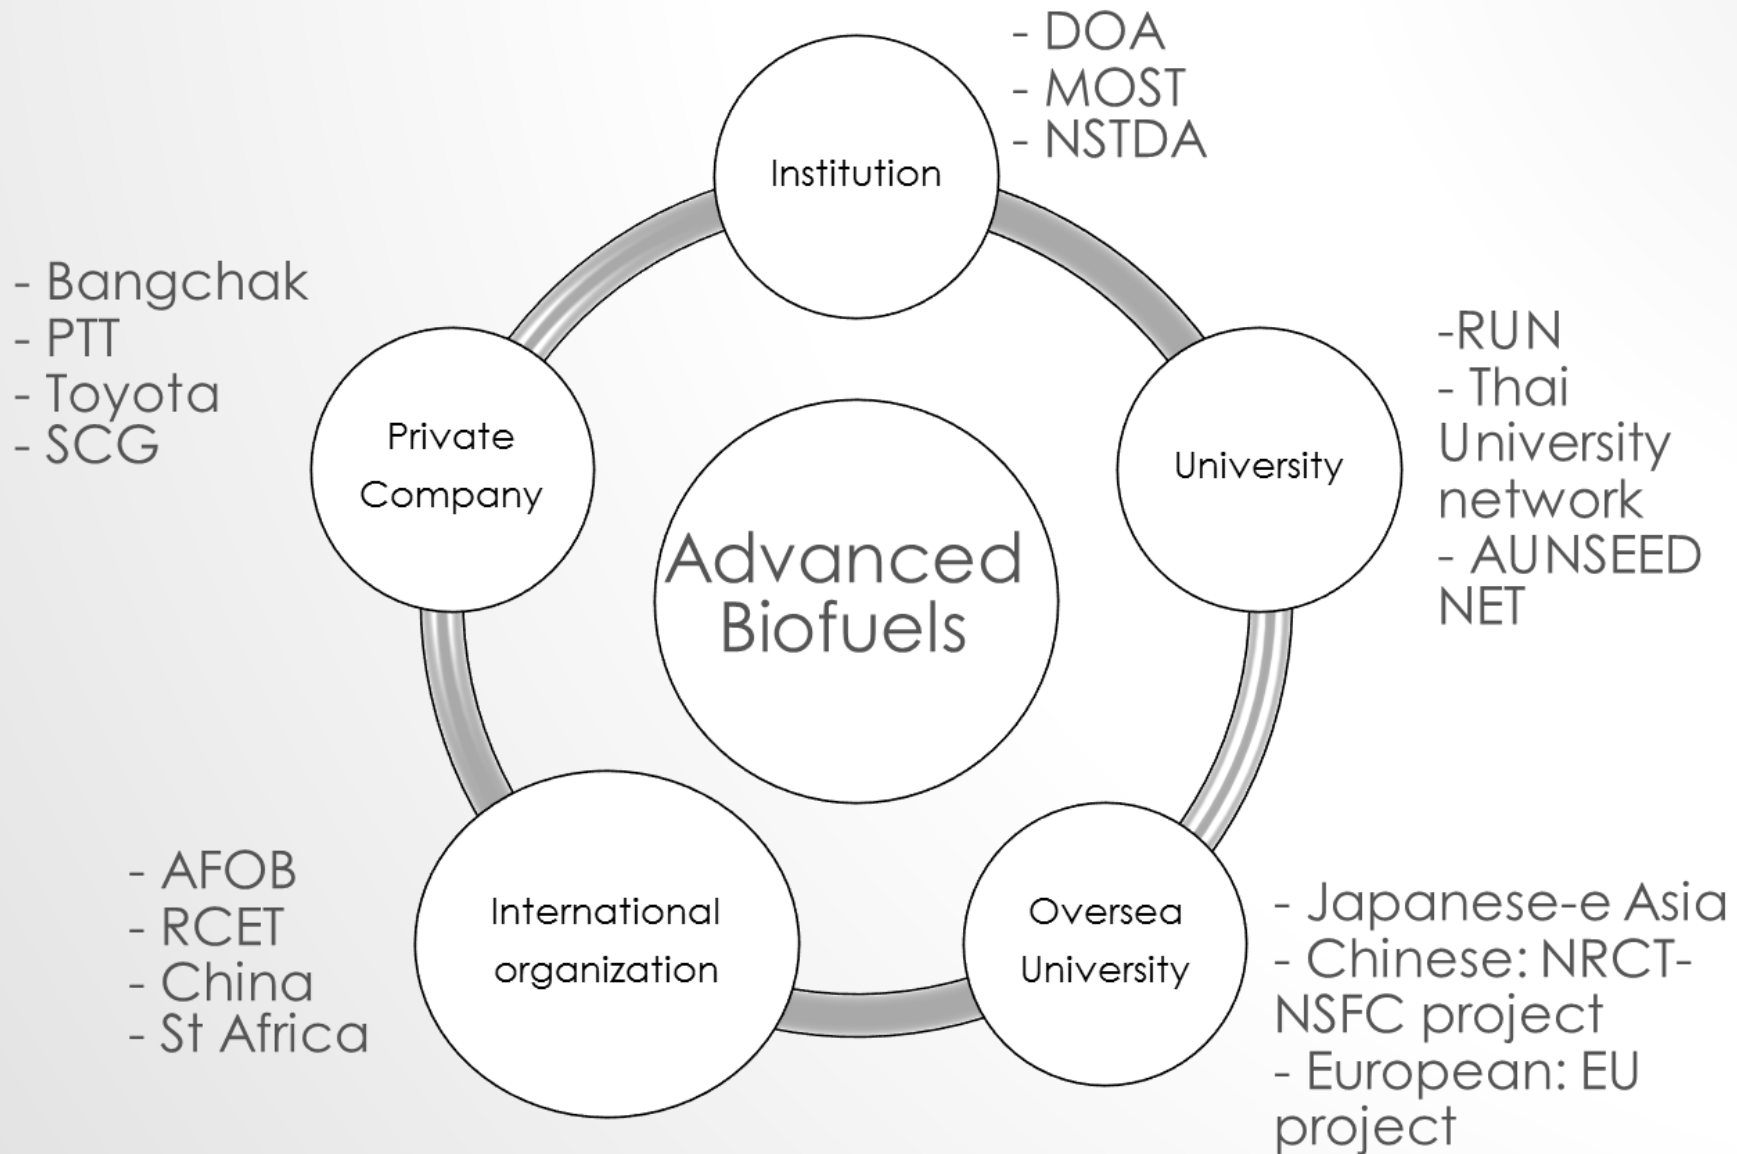 - DOA
- MOST
- NSTDA
Institution
- Bangchak
- PTT
- Toyota
- SCG
Private
Company
University
-RUN
- Thai
University
network
- AUNSEED
NET
Advanced
Biofuels
- AFOB
- RCET
- China
- St Africa
International
organization
Oversea
University
- Japanese-e Asia
- Chinese: NRCT-
NSFC project
- European: EU
project